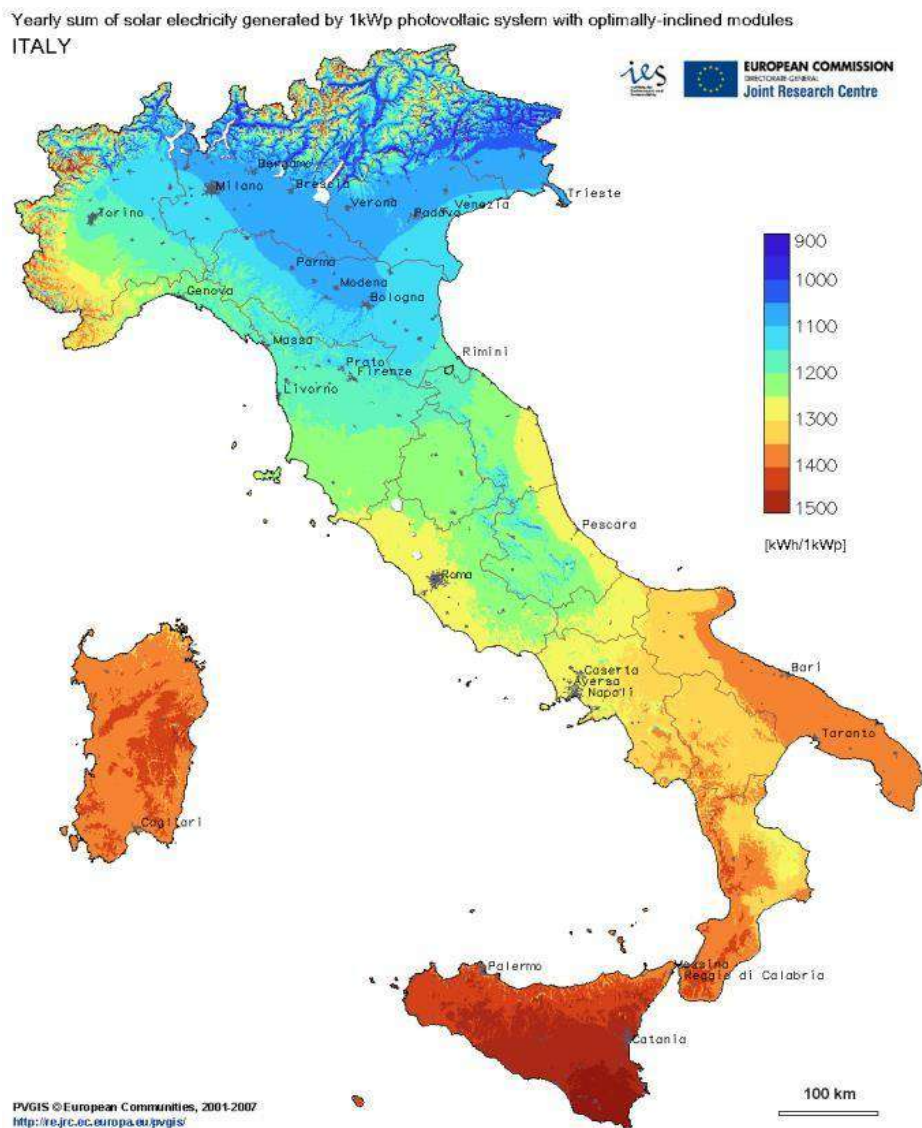 Yearly sum of solar electricity generated by 1kWp photovoltaic system with optimally-inclined modules
ITALY
ies
EUROPEAN COMMISSION
DIRECTORATE-GENERAL
Joint Research Centre
Bergamo
Milano
Brescia
Trieste
Verona
Venezia
Padova
Torino
900
1000
1100
1200
1300
1400
1500
[kWh/1kWp]
Parma
Modena
Genova
Bologna
Massa
Rimini
Prato
Firenze
Livorno
Pescara
Roma
Caserta
Aversa
Napoli
Bari
Taranto
Cagliari
Messina
Palermo
Reggio di Calabria
Catania
100 km
PVGIS © European Communities, 2001-2007
http://re.jrc.ec.europa.eu/pvgis/